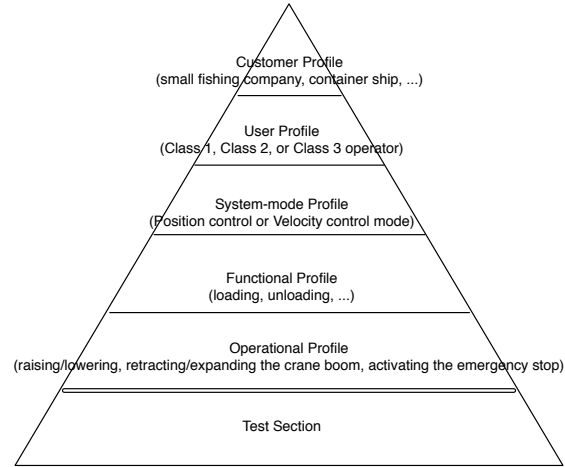 Customer Profile
(small fishing company, container ship, ...)
User Profile
(Class 1, Class 2, or Class 3 operator)
System-mode Profile
(Position control or Velocity control mode)
Functional Profile
(loading, unloading, ...)
Operational Profile
(raising/lowering, retracting/expanding the crane boom, activating the emergency stop)
Test Section